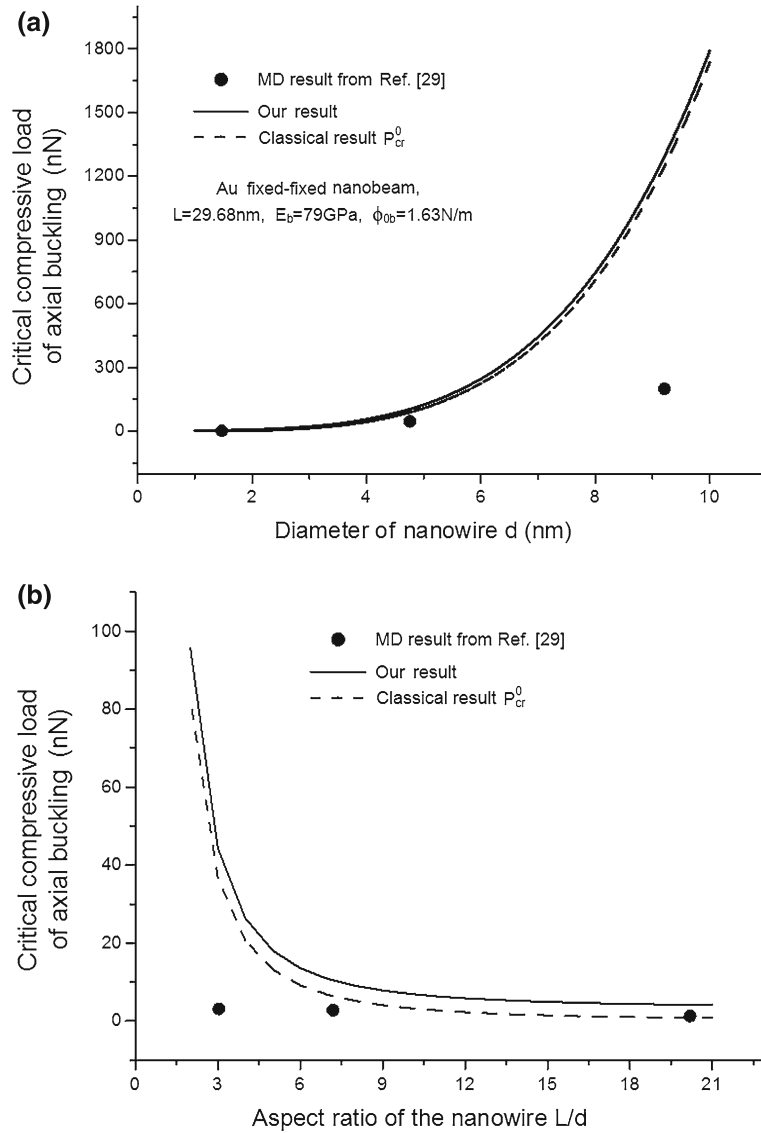 (a)
1800
1500
1200
900
600
300
0
Critical compressive load
of axial buckling (nN)
MD result from Ref. [29]
Our result
Classical result P⁰cr
Au fixed-fixed nanobeam,
L=29.68nm, Eb=79GPa, ϕ0b=1.63N/m
0 2 4 6 8 10
Diameter of nanowire d (nm)
(b)
100
80
60
40
20
0
Critical compressive load
of axial buckling (nN)
MD result from Ref. [29]
Our result
Classical result P⁰cr
3 6 9 12 15 18 21
Aspect ratio of the nanowire L/d